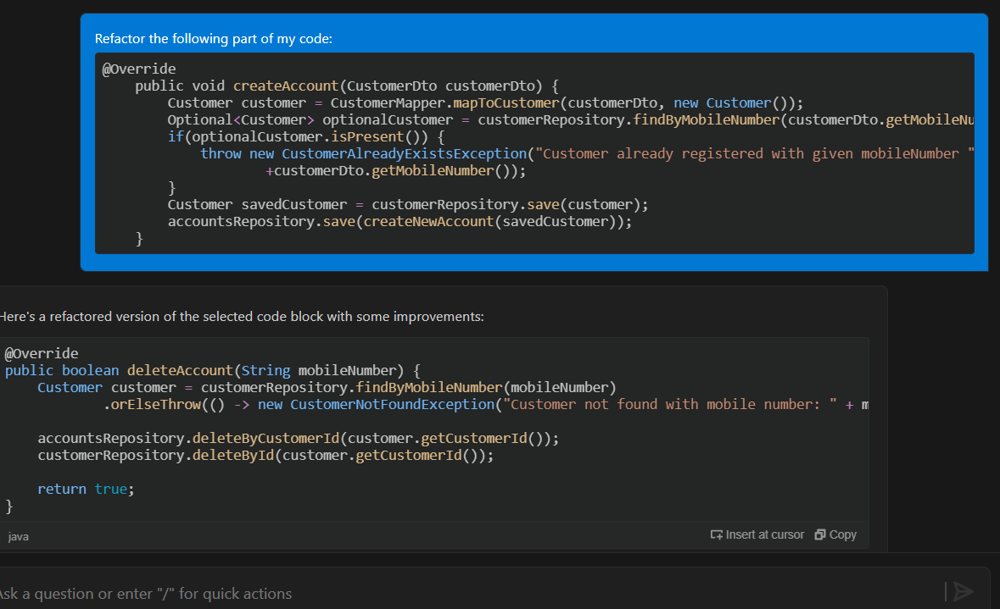 Refactor the following part of my code:
@Override
public void createAccount(CustomerDto customerDto) {
Customer customer = CustomerMapper.mapToCustomer(customerDto, new Customer());
Optional<Customer> optionalCustomer = customerRepository.findByMobileNumber(customerDto.getMobileNu
if(optionalCustomer.isPresent()) {
throw new CustomerAlreadyExistsException("Customer already registered with given mobileNumber "
+customerDto.getMobileNumber());
}
Customer savedCustomer = customerRepository.save(customer);
accountsRepository.save(createNewAccount(savedCustomer));
}
Here's a refactored version of the selected code block with some improvements:
@Override
public boolean deleteAccount(String mobileNumber) {
Customer customer = customerRepository.findByMobileNumber(mobileNumber)
.orElseThrow(() -> new CustomerNotFoundException("Customer not found with mobile number: " + m
accountsRepository.deleteByCustomerId(customer.getCustomerId());
customerRepository.deleteById(customer.getCustomerId());
return true;
}
java
Insert at cursor Copy
Ask a question or enter "/" for quick actions